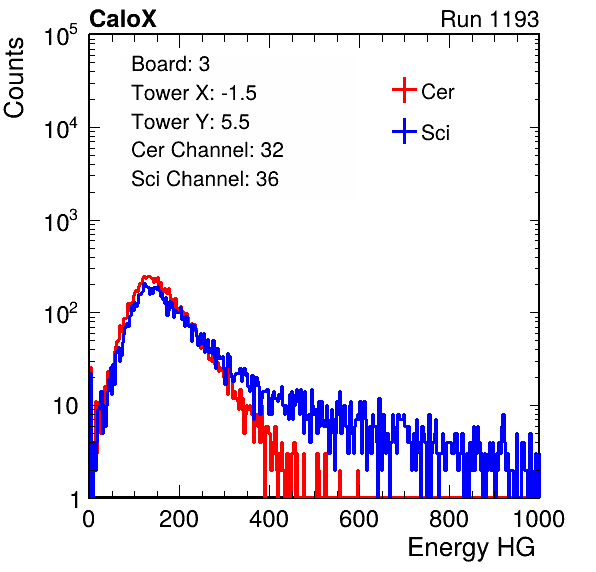 CaloX Run 1193
Counts
10^5
10^4
10^3
10^2
10
1
Board: 3
Tower X: -1.5
Tower Y: 5.5
Cer Channel: 32
Sci Channel: 36
Cer
Sci
0 200 400 600 800 1000
Energy HG